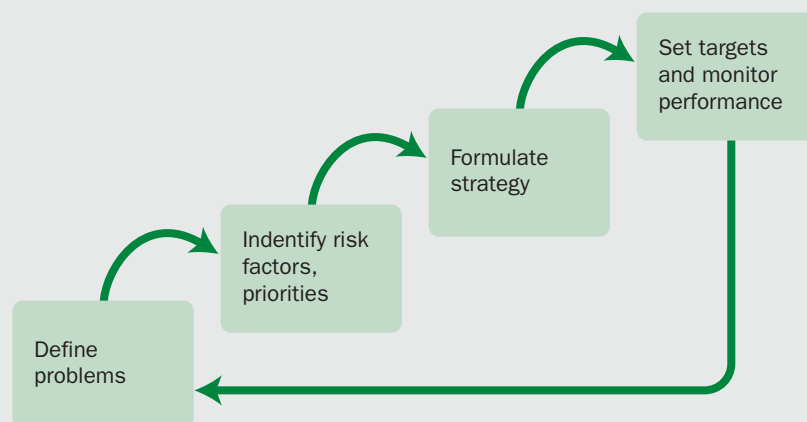 Set targets
and monitor
performance
Formulate
strategy
Indentify risk
factors,
priorities
Define
problems